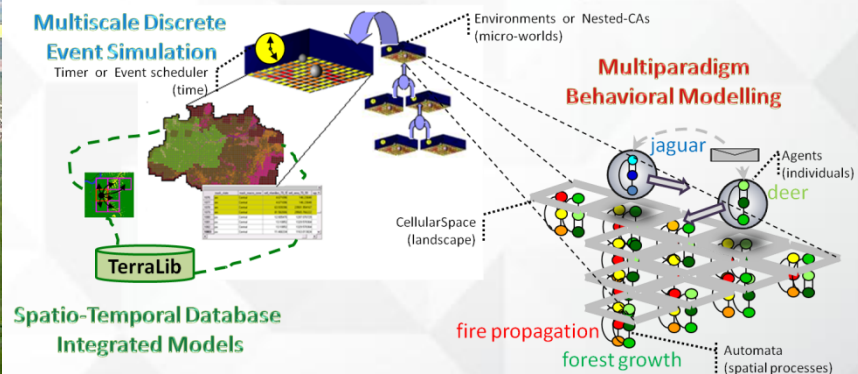 Multiscale Discrete
Event Simulation
Timer or Event scheduler
(time)
Environments or Nested-CAs
(micro-worlds)
Multiparadigm
Behavioral Modelling
jaguar
Agents
(individuals)
deer
CellularSpace
(landscape)
TerraLib
Spatio-Temporal Database
Integrated Models
fire propagation
forest growth
Automata
(spatial processes)